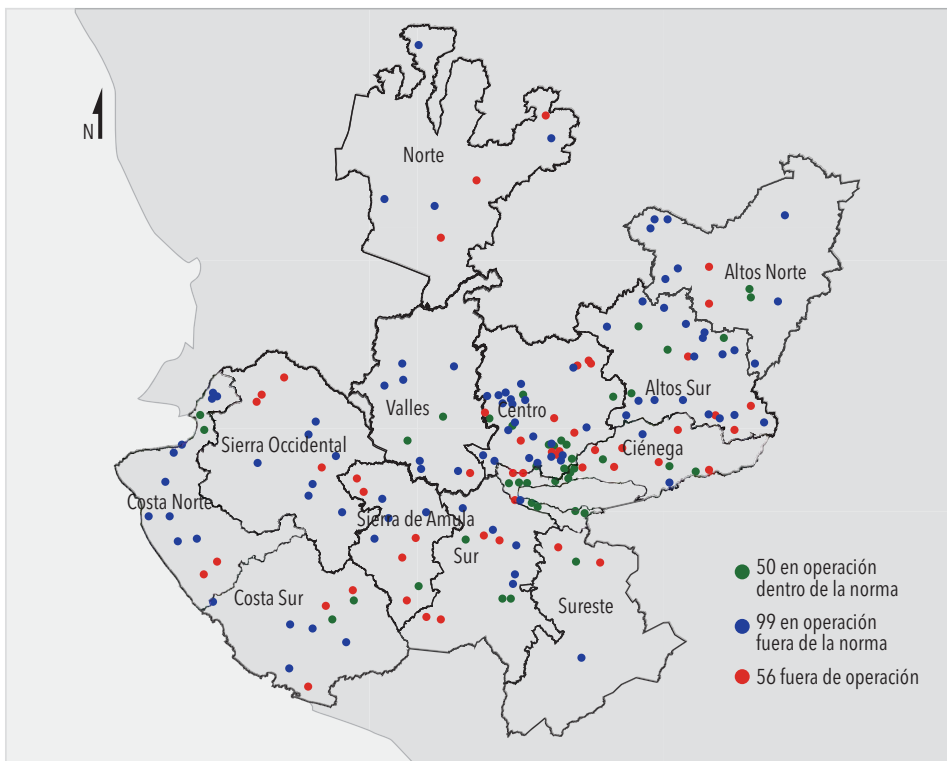 N
Norte
Altos Norte
Altos Sur
Valles
Centro
Ciénega
Sierra Occidental
Costa Norte
Sierra de Amula
Sur
Costa Sur
Sureste
50 en operación
dentro de la norma
99 en operación
fuera de la norma
56 fuera de operación